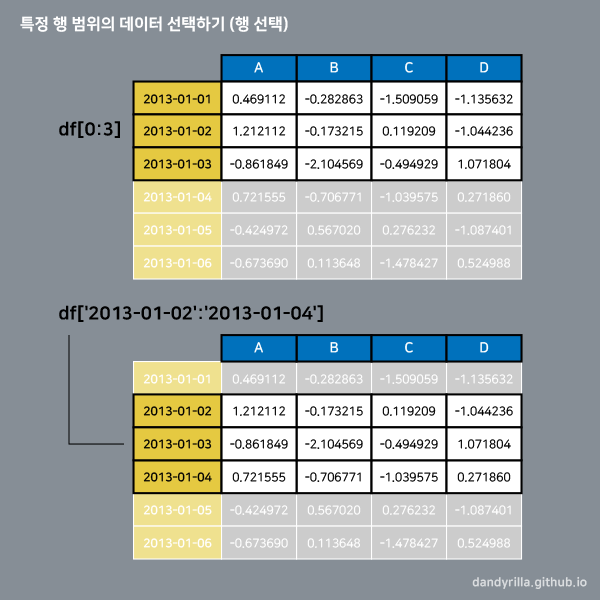 특정 행 범위의 데이터 선택하기 (행 선택)
A B C D
2013-01-01 0.469112 -0.282863 -1.509059 -1.135632
df[0:3]
2013-01-02 1.212112 -0.173215 0.119209 -1.044236
2013-01-03 -0.861849 -2.104569 -0.494929 1.071804
2013-01-04 0.721555 -0.706771 -1.039575 0.271860
2013-01-05 -0.424972 0.567020 0.276232 -1.087401
2013-01-06 -0.673690 0.113648 -1.478427 0.524988
df['2013-01-02':'2013-01-04']
A B C D
2013-01-01 0.469112 -0.282863 -1.509059 -1.135632
2013-01-02 1.212112 -0.173215 0.119209 -1.044236
2013-01-03 -0.861849 -2.104569 -0.494929 1.071804
2013-01-04 0.721555 -0.706771 -1.039575 0.271860
2013-01-05 -0.424972 0.567020 0.276232 -1.087401
2013-01-06 -0.673690 0.113648 -1.478427 0.524988
dandyrilla.github.io